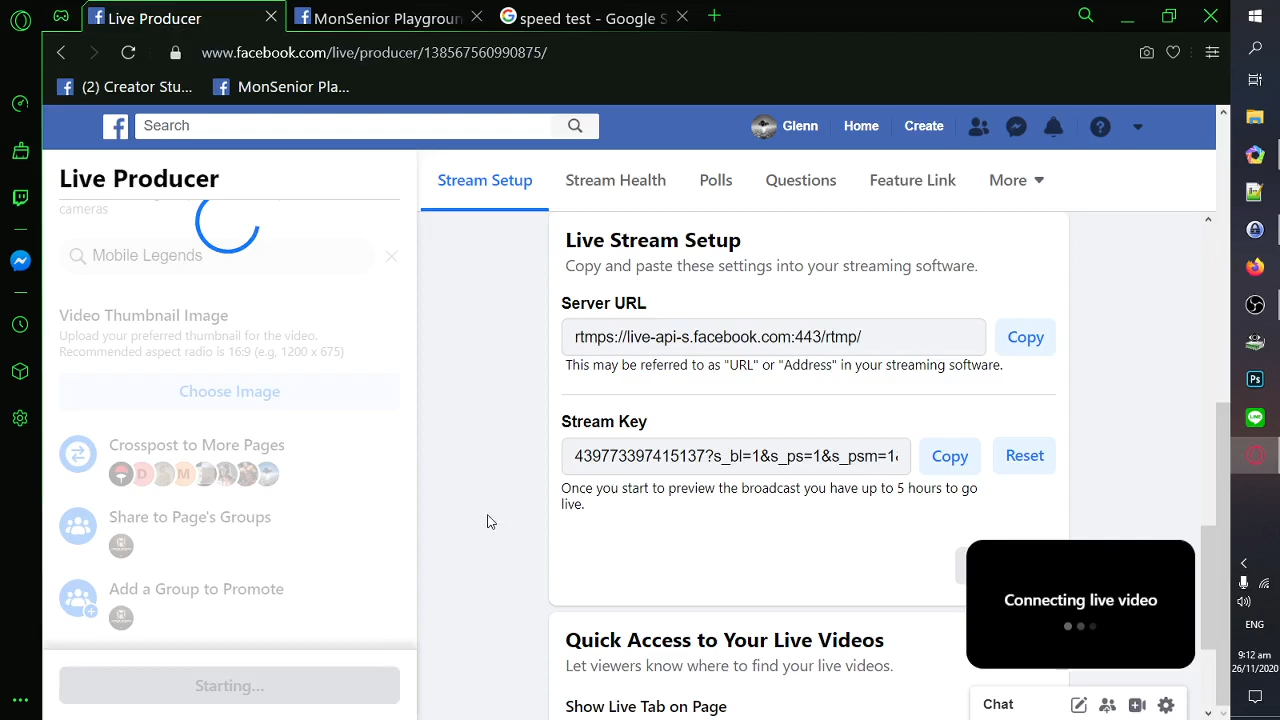 Live Producer
MonSenior Playgroun
speed test - Google S
www.facebook.com/live/producer/138567560990875/
(2) Creator Stu...
MonSenior Pla...
Search
Glenn
Home
Create
Live Producer
Stream Setup
Stream Health
Polls
Questions
Feature Link
More
cameras
Mobile Legends
Video Thumbnail Image
Upload your preferred thumbnail for the video.
Recommended aspect radio is 16:9 (e.g, 1200 x 675)
Choose Image
Crosspost to More Pages
D
M
Share to Page's Groups
Add a Group to Promote
Starting...
Live Stream Setup
Copy and paste these settings into your streaming software.
Server URL
rtmps://live-api-s.facebook.com:443/rtmp/
Copy
This may be referred to as "URL" or "Address" in your streaming software.
Stream Key
439773397415137?s_bl=1&s_ps=1&s_psm=1&
Copy
Reset
Once you start to preview the broadcast you have up to 5 hours to go
live.
Connecting live video
Quick Access to Your Live Videos
Let viewers know where to find your live videos.
Show Live Tab on Page
Chat
Ps
ENG
9:12 am
26/11/2020